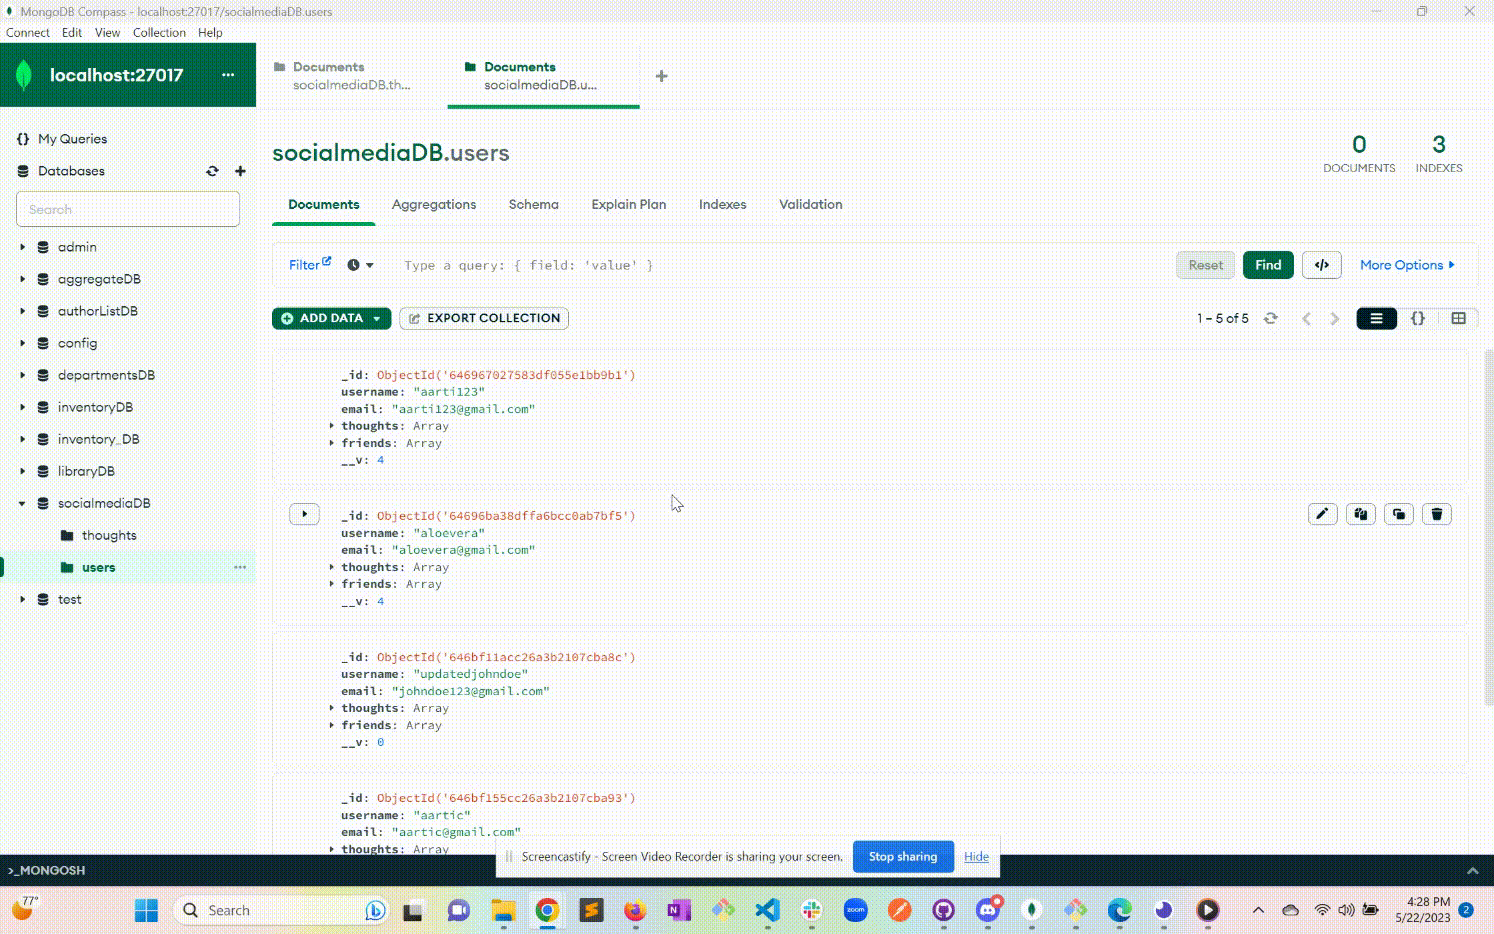 MongoDB Compass - localhost:27017/socialmediaDB.users
Connect Edit View Collection Help
localhost:27017 ...
Documents
socialmediaDB.th...
Documents
socialmediaDB.u...
{} My Queries
Databases
Search
admin
aggregateDB
authorListDB
config
departmentsDB
inventoryDB
inventory_DB
libraryDB
socialmediaDB
thoughts
users
test
socialmediaDB.users
0
DOCUMENTS
3
INDEXES
Documents Aggregations Schema Explain Plan Indexes Validation
Filter Type a query: { field: 'value' } Reset Find </> More Options
ADD DATA EXPORT COLLECTION 1 – 5 of 5 {}
_id: ObjectId('646967027583df055e1bb9b1')
username: "aarti123"
email: "aarti123@gmail.com"
thoughts: Array
friends: Array
__v: 4
_id: ObjectId('64696ba38dffa6bcc0ab7bf5')
username: "aloevera"
email: "aloevera@gmail.com"
thoughts: Array
friends: Array
__v: 4
_id: ObjectId('646bf11acc26a3b2107cba8c')
username: "updatedjohndoe"
email: "johndoe123@gmail.com"
thoughts: Array
friends: Array
__v: 0
_id: ObjectId('646bf155cc26a3b2107cba93')
username: "aartic"
email: "aartic@gmail.com"
thoughts: Array
Screencastify - Screen Video Recorder is sharing your screen. Stop sharing Hide
>_MONGOSH
77°
Search
zoom
4:28 PM
5/22/2023
2